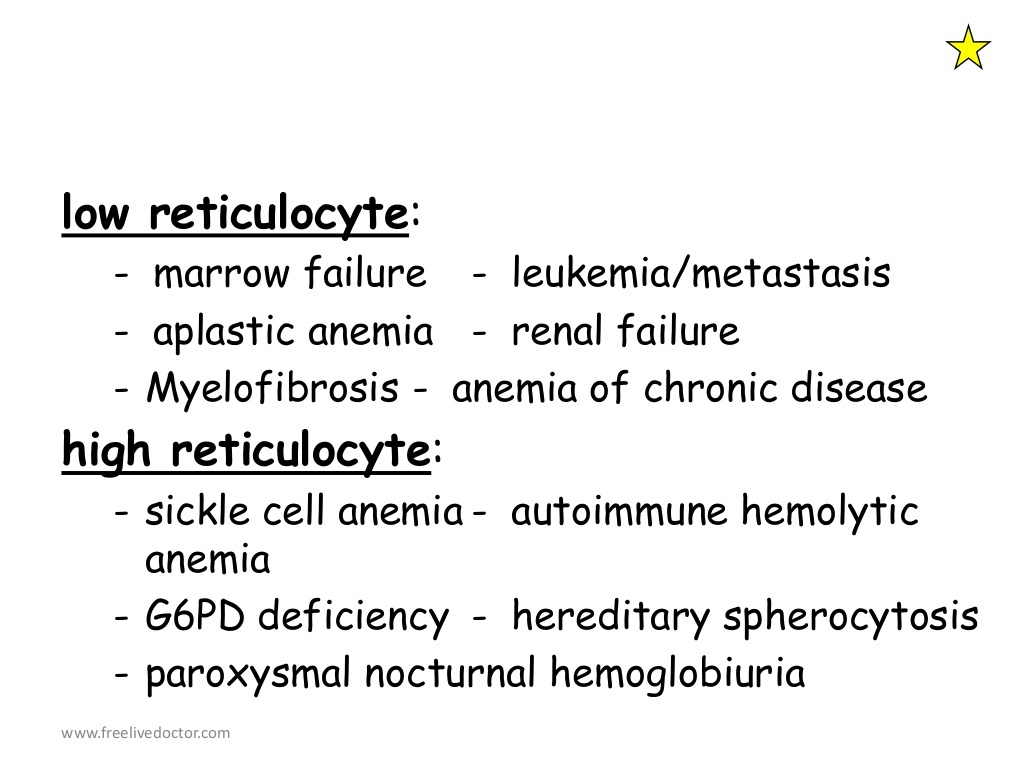 low reticulocyte:
- marrow failure - leukemia/metastasis
- aplastic anemia - renal failure
- Myelofibrosis - anemia of chronic disease
high reticulocyte:
- sickle cell anemia - autoimmune hemolytic
anemia
- G6PD deficiency - hereditary spherocytosis
- paroxysmal nocturnal hemoglobiuria
www.freelivedoctor.com